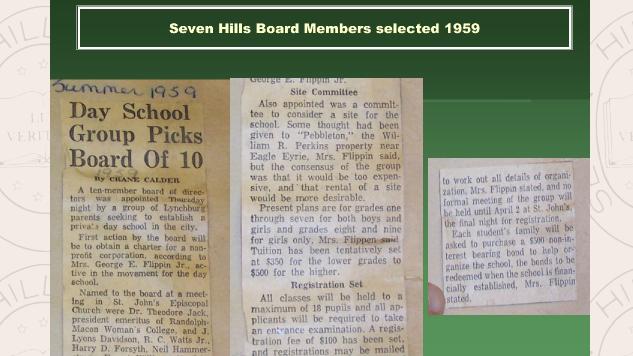 Seven Hills Board Members selected 1959
Summer 1959
Day School
Group Picks
Board Of 10
By CRANE CALDER
A ten-member board of direc-
tors was appointed Thursday
night by a group of Lynchburg
parents seeking to establish a
private day school in the city.
First action by the board will
be to obtain a charter for a non-
profit corporation, according to
Mrs. George E. Flippin Jr., ac-
tive in the movement for the day
school.
Named to the board at a meet-
ing in St. John's Episcopal
Church were Dr. Theodore Jack,
president emeritus of Randolph-
Macon Woman's College, and J.
Lyons Davidson, R. C. Watts Jr.,
Harry D. Forsyth, Neil Hammer-
George E. Flippin Jr.
Site Committee
Also appointed was a commit-
tee to consider a site for the
school. Some thought had been
given to "Pebbleton," the Wil-
liam R. Perkins property near
Eagle Eyrie, Mrs. Flippin said,
but the consensus of the group
was that it would be too expen-
sive, and that rental of a site
would be more desirable.
Present plans are for grades one
through seven for both boys and
girls and grades eight and nine
for girls only, Mrs. Flippen said.
Tuition has been tentatively set
at $350 for the lower grades to
$500 for the higher.
Registration Set
All classes will be held to a
maximum of 18 pupils and all ap-
plicants will be required to take
an entrance examination. A regis-
tration fee of $100 has been set,
and registrations may be mailed
to work out all details of organi-
zation, Mrs. Flippin stated, and no
formal meeting of the group will
be held until April 2 at St. John's,
the final night for registration.
Each student's family will be
asked to purchase a $500 non-in-
terest bearing bond to help or-
ganize the school, the bonds to be
redeemed when the school is finan-
cially established, Mrs. Flippin
stated.